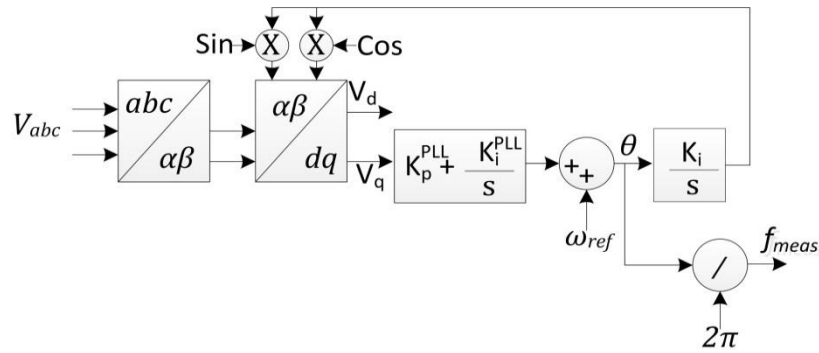 Sin X X Cos
V_abc abc αβ
αβ dq
V_d
V_q
K_p^PLL + K_i^PLL / s
+ +
ω_ref
θ
K_i / s
/
f_meas
2π